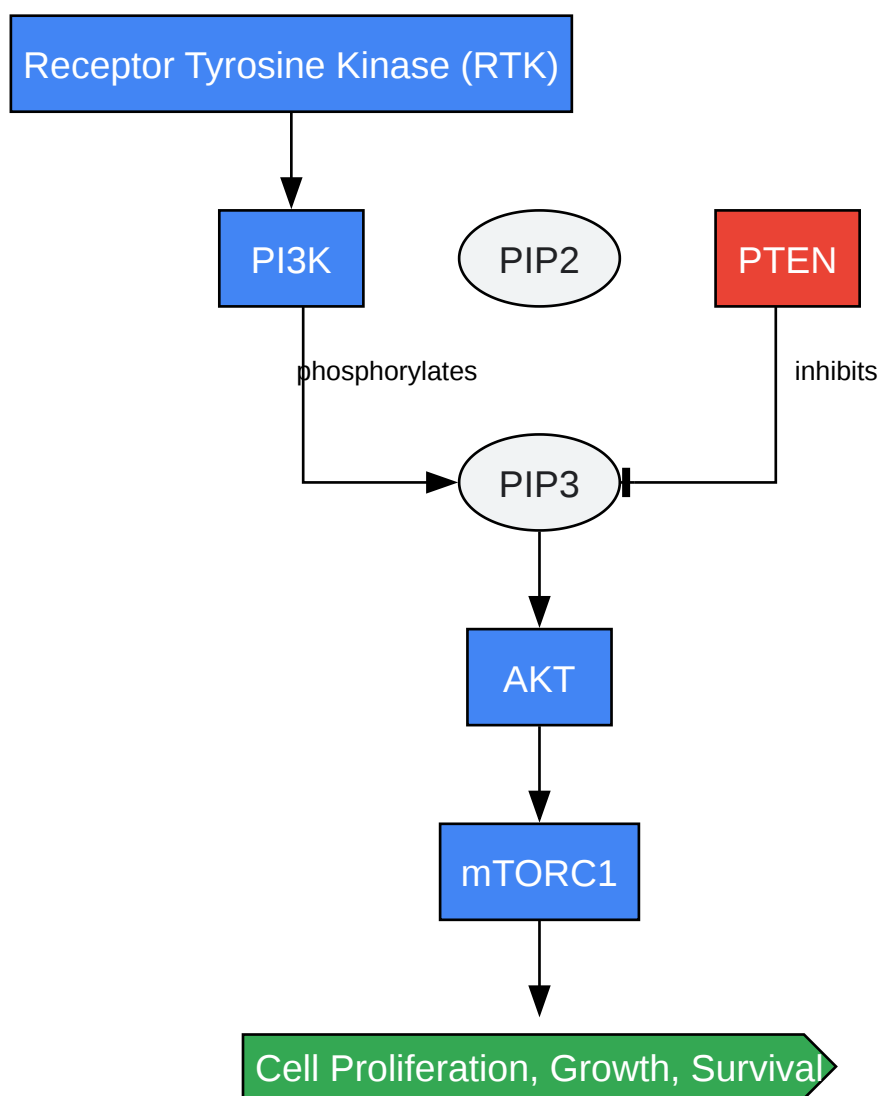 Receptor Tyrosine Kinase (RTK)
PI3K
PIP2
PTEN
phosphorylates
inhibits
PIP3
AKT
mTORC1
Cell Proliferation, Growth, Survival